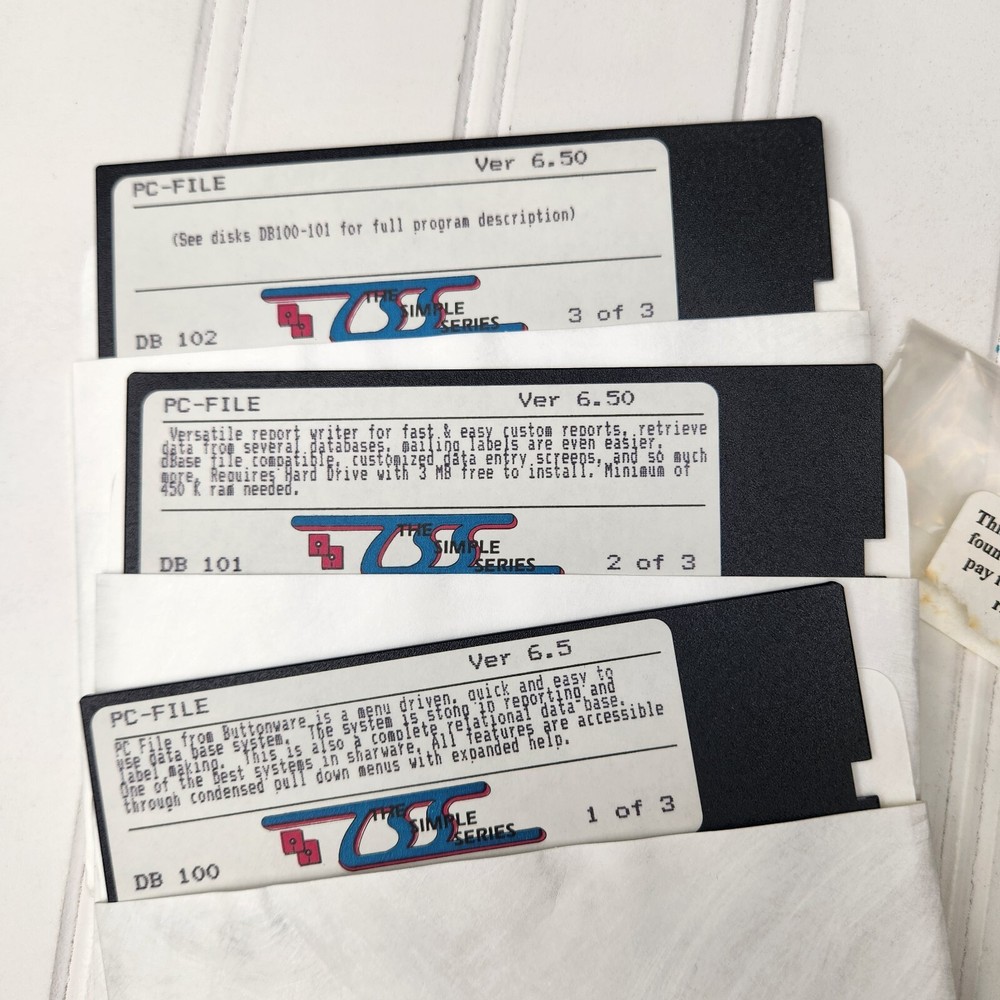 PC-FILE Ver 6.50
(See disks DB100-101 for full program description)
THE
SIMPLE
SERIES
DB 102 3 of 3
PC-FILE Ver 6.50
Versatile report writer for fast & easy custom reports, retrieve
data from several databases, mailing labels are even easier.
dBase file compatible, customized data entry screens, and so much
more, Requires Hard Drive with 3 MB free to install. Minimum of
450 K ram needed.
THE
SIMPLE
SERIES
DB 101 2 of 3
PC-FILE Ver 6.5
PC File from Buttonware is a menu driven, quick and easy to
use data base system. The system is stong in reporting and
label making. This is also a complete relational data base.
One of the best systems in sharware. All features are accessible
through condensed pull down menus with expanded help.
THE
SIMPLE
SERIES
DB 100 1 of 3
foun
pay